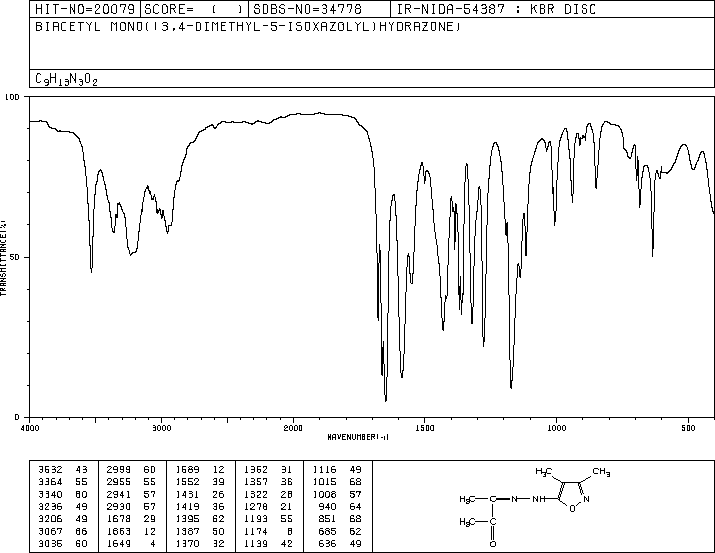 HIT-NO=20079 SCORE= ( ) SDBS-NO=34778 IR-NIDA-54387 : KBR DISC
BIACETYL MONO((3,4-DIMETHYL-5-ISOXAZOLYL)HYDRAZONE)
C9H13N3O2
100
50
0
TRANSMITTANCE(%)
4000 3000 2000 1500 1000 500
WAVENUMBER(-1)
3532 43 2999 60 1589 12 1362 31 1116 49
3364 55 2955 55 1552 39 1357 36 1015 68
3340 60 2941 57 1431 26 1322 28 1008 57
3236 49 2930 57 1419 36 1278 21 940 64
3206 49 1678 29 1395 62 1193 55 851 68
3067 66 1663 12 1387 50 1174 8 685 62
3035 60 1649 4 1370 32 1139 42 636 49
H3C CH3
H3C C N NH O N
H3C C
O